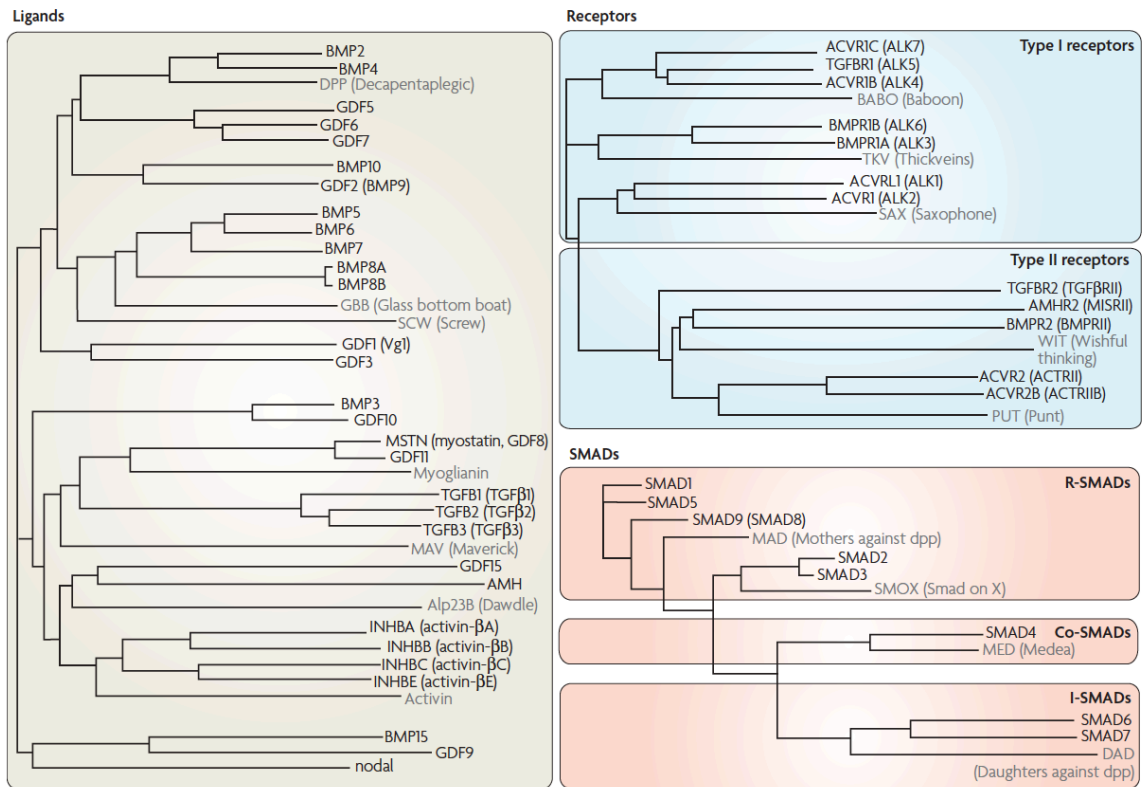 Ligands
BMP2
BMP4
DPP (Decapentaplegic)
GDF5
GDF6
GDF7
BMP10
GDF2 (BMP9)
BMP5
BMP6
BMP7
BMP8A
BMP8B
GBB (Glass bottom boat)
SCW (Screw)
GDF1 (Vg1)
GDF3
BMP3
GDF10
MSTN (myostatin, GDF8)
GDF11
Myoglianin
TGFB1 (TGFβ1)
TGFB2 (TGFβ2)
TGFB3 (TGFβ3)
MAV (Maverick)
GDF15
AMH
Alp23B (Dawdle)
INHBA (activin-βA)
INHBB (activin-βB)
INHBC (activin-βC)
INHBE (activin-βE)
Activin
BMP15
GDF9
nodal
Receptors
Type I receptors
ACVR1C (ALK7)
TGFBR1 (ALK5)
ACVR1B (ALK4)
BABO (Baboon)
BMPR1B (ALK6)
BMPR1A (ALK3)
TKV (Thickveins)
ACVRL1 (ALK1)
ACVR1 (ALK2)
SAX (Saxophone)
Type II receptors
TGFBR2 (TGFβRII)
AMHR2 (MISRII)
BMPR2 (BMPRII)
WIT (Wishful
thinking)
ACVR2 (ACTRII)
ACVR2B (ACTRIIB)
PUT (Punt)
SMADs
R-SMADs
SMAD1
SMAD5
SMAD9 (SMAD8)
MAD (Mothers against dpp)
SMAD2
SMAD3
SMOX (Smad on X)
Co-SMADs
SMAD4
MED (Medea)
I-SMADs
SMAD6
SMAD7
DAD
(Daughters against dpp)